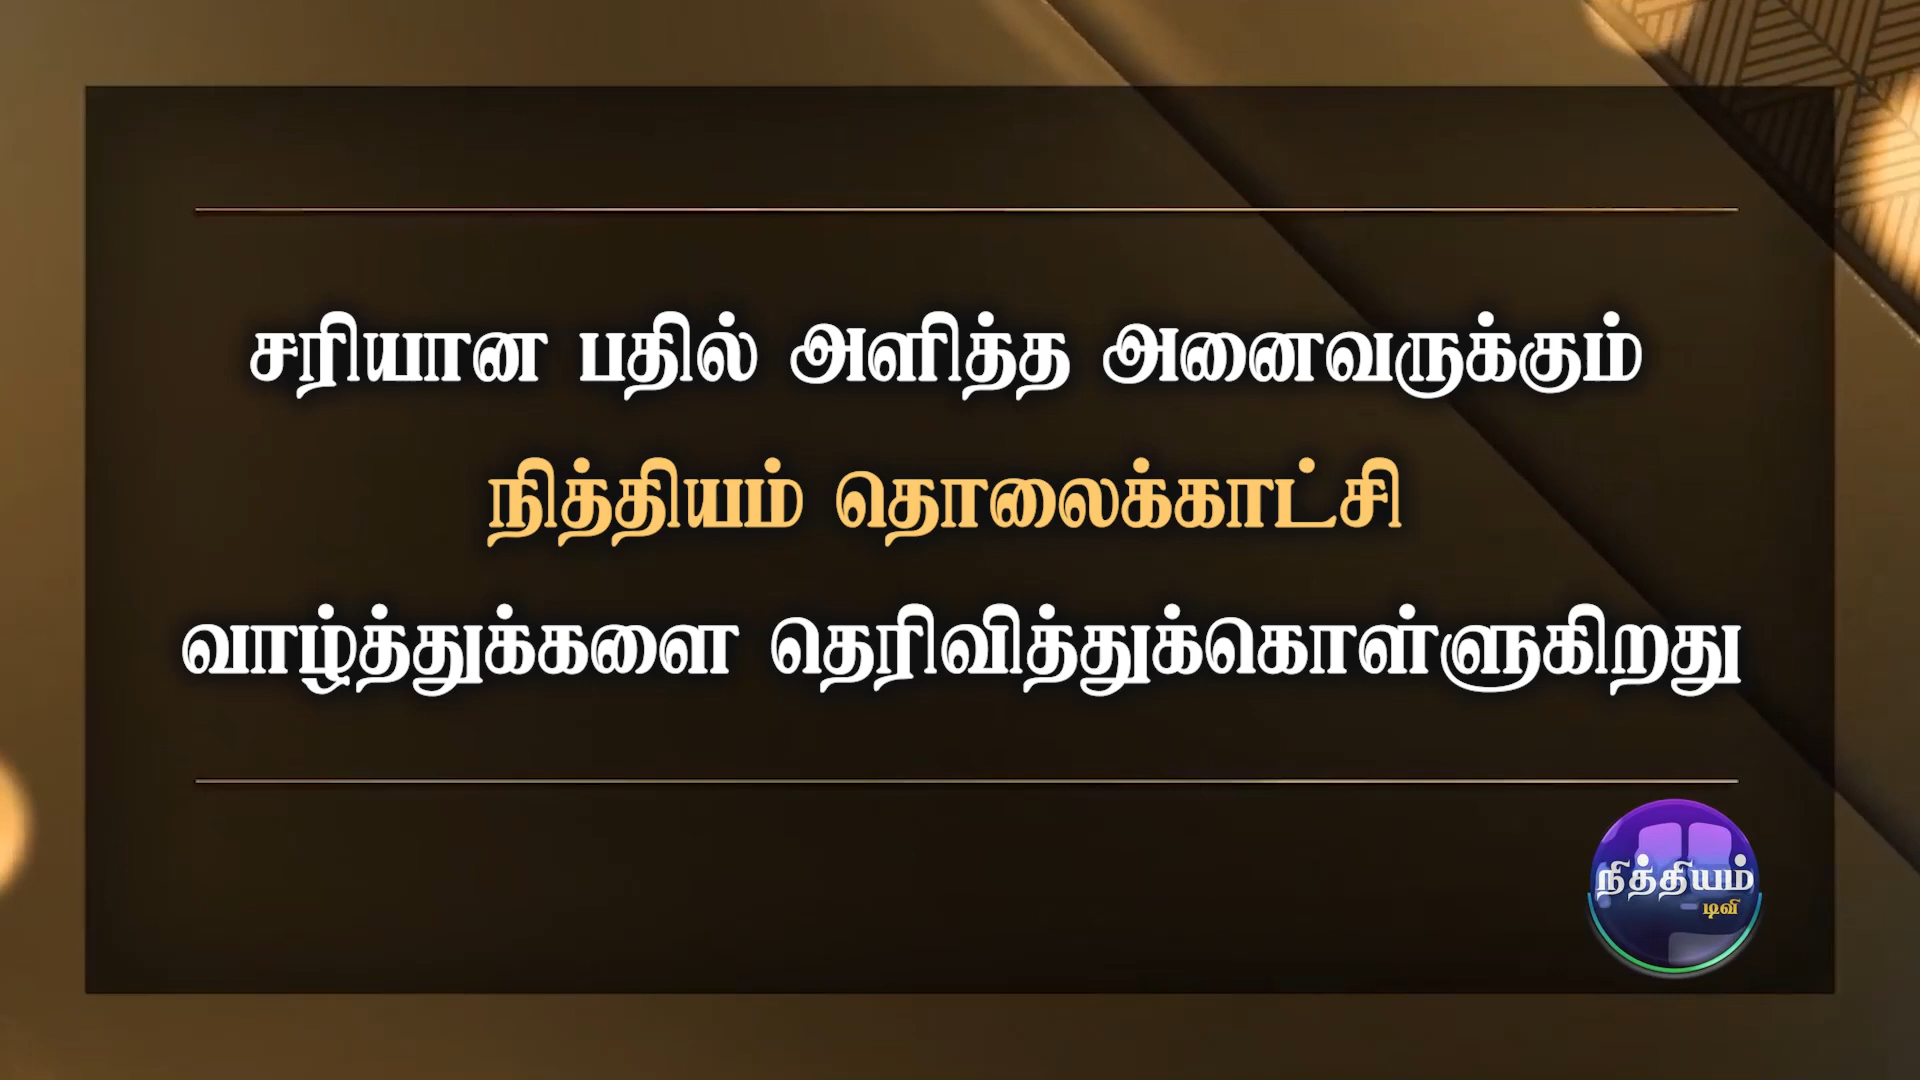 சரியான பதில் அளித்த அனைவருக்கும்
நித்தியம் தொலைக்காட்சி
வாழ்த்துக்களை தெரிவித்துக்கொள்ளுகிறது
நித்தியம்
டிவி